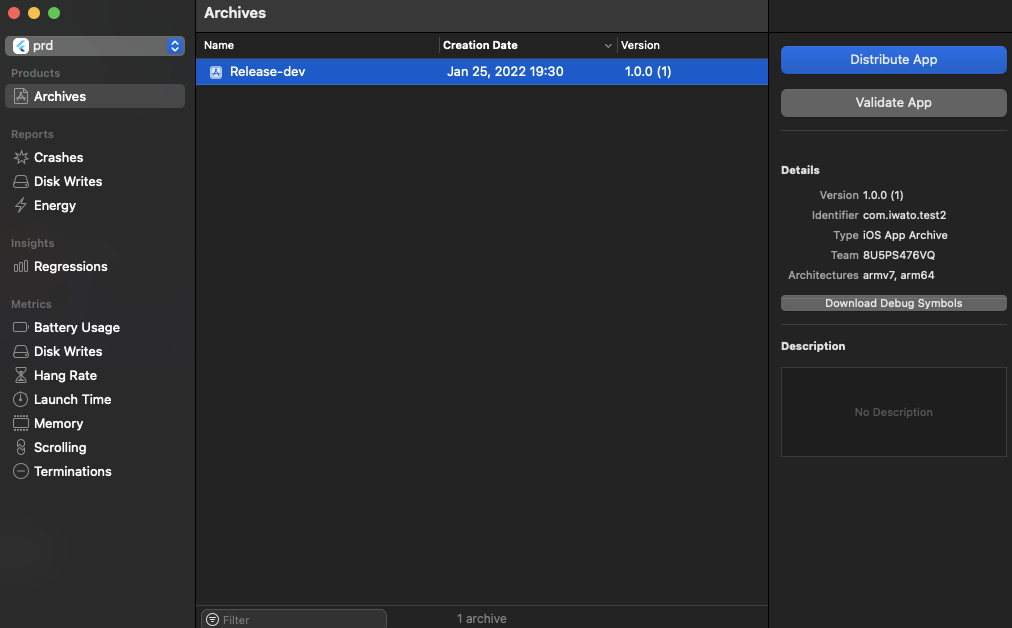 prd
Products
Archives
Reports
Crashes
Disk Writes
Energy
Insights
Regressions
Metrics
Battery Usage
Disk Writes
Hang Rate
Launch Time
Memory
Scrolling
Terminations
Archives
Name Creation Date Version
Release-dev Jan 25, 2022 19:30 1.0.0 (1)
Filter
1 archive
Distribute App
Validate App
Details
Version 1.0.0 (1)
Identifier com.iwato.test2
Type iOS App Archive
Team 8U5PS476VQ
Architectures armv7, arm64
Download Debug Symbols
Description
No Description